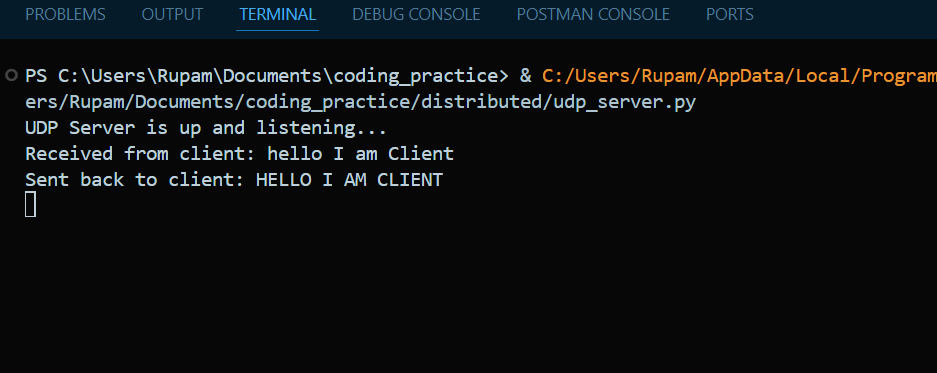 PROBLEMS OUTPUT TERMINAL DEBUG CONSOLE POSTMAN CONSOLE PORTS
PS C:\Users\Rupam\Documents\coding_practice> & C:/Users/Rupam/AppData/Local/Program
ers/Rupam/Documents/coding_practice/distributed/udp_server.py
UDP Server is up and listening...
Received from client: hello I am Client
Sent back to client: HELLO I AM CLIENT